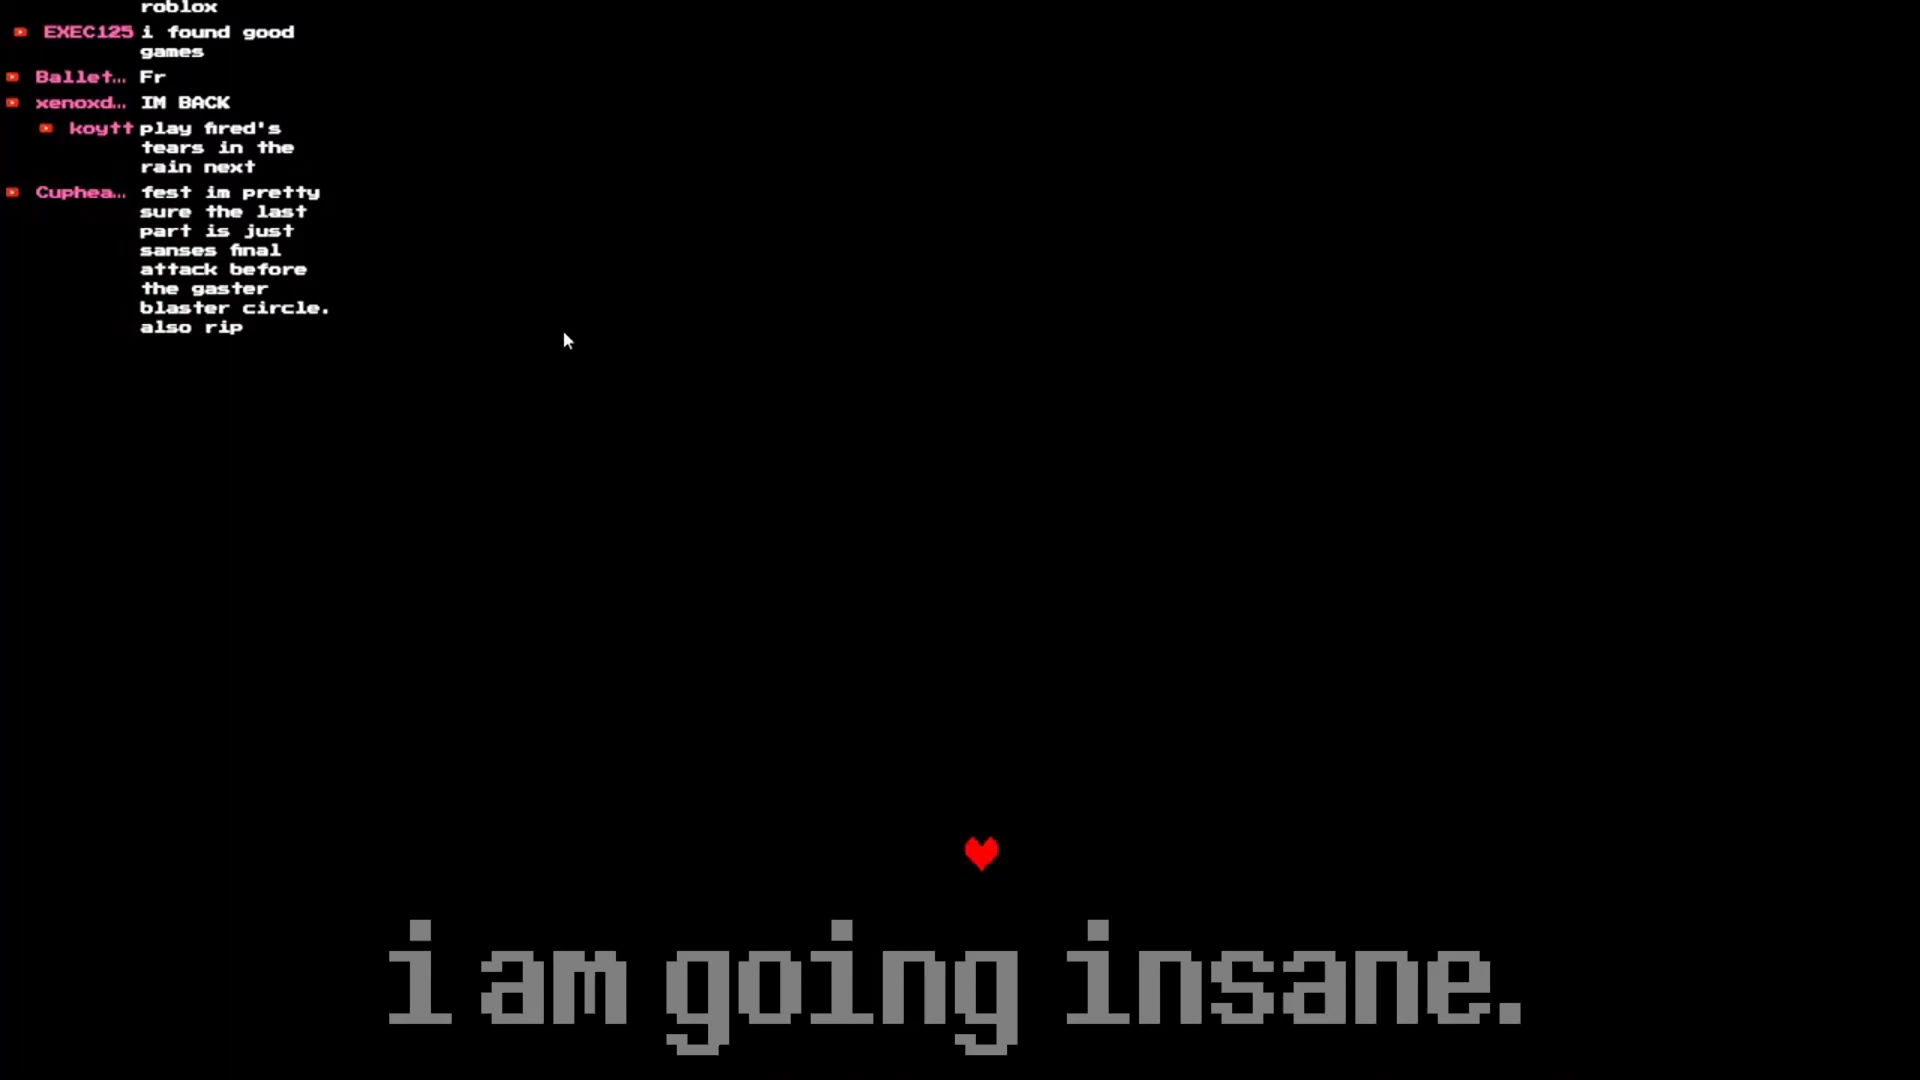 roblox
EXEC125 i found good
games
Ballet… Fr
xenoxd… IM BACK
koytt play fired's
tears in the
rain next
Cuphea… fest im pretty
sure the last
part is just
sanses final
attack before
the gaster
blaster circle.
also rip
i am going insane.